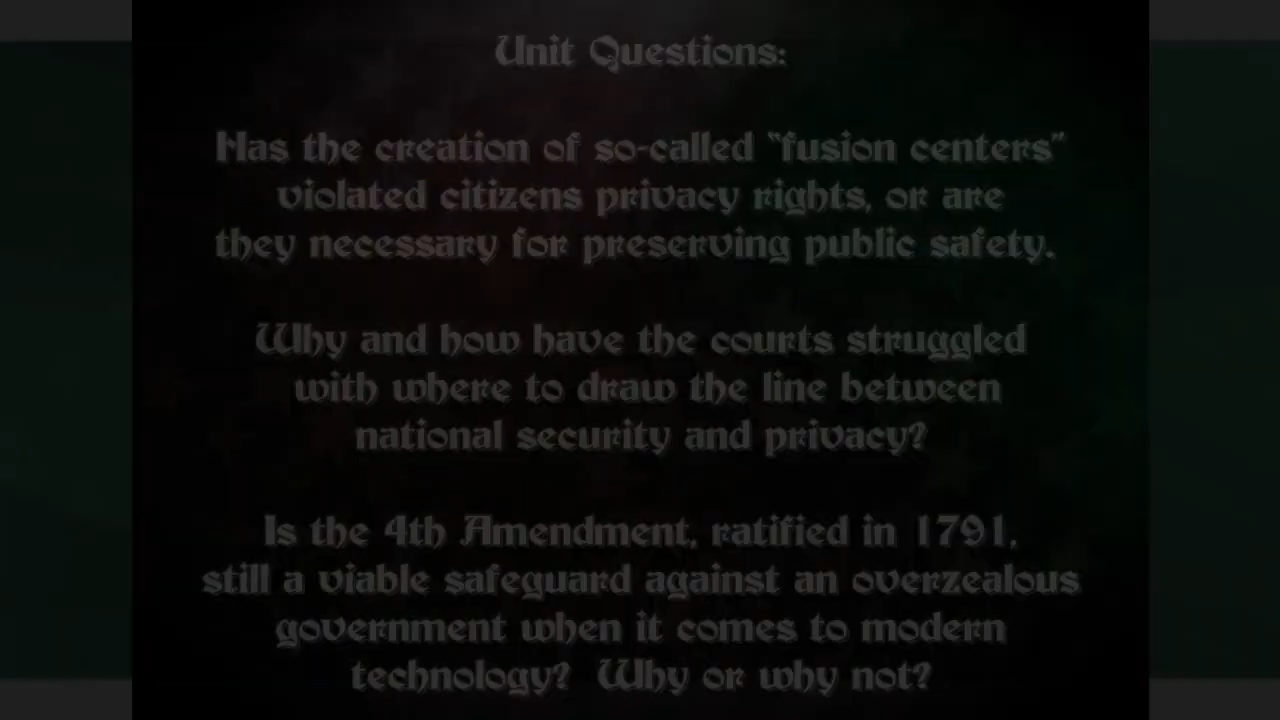 Unit Questions:
Has the creation of so-called "fusion centers"
violated citizens privacy rights, or are
they necessary for preserving public safety.
Why and how have the courts struggled
with where to draw the line between
national security and privacy?
Is the 4th Amendment, ratified in 1791,
still a viable safeguard against an overzealous
government when it comes to modern
technology?  Why or why not?